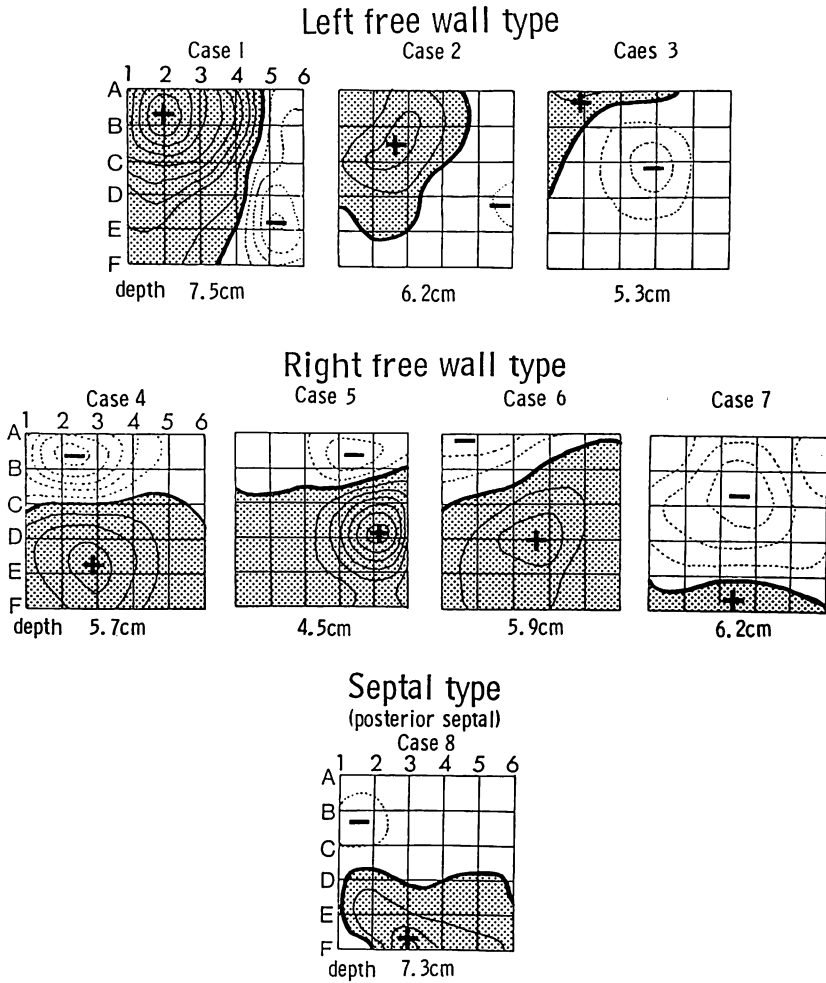 Left free wall type
Case 1 Case 2 Caes 3
1 2 3 4 5 6
A
B
C
D
E
F
depth 7.5cm 6.2cm 5.3cm
Right free wall type
Case 4 Case 5 Case 6 Case 7
1 2 3 4 5 6
A
B
C
D
E
F
depth 5.7cm 4.5cm 5.9cm 6.2cm
Septal type
(posterior septal)
Case 8
1 2 3 4 5 6
A
B
C
D
E
F
depth 7.3cm